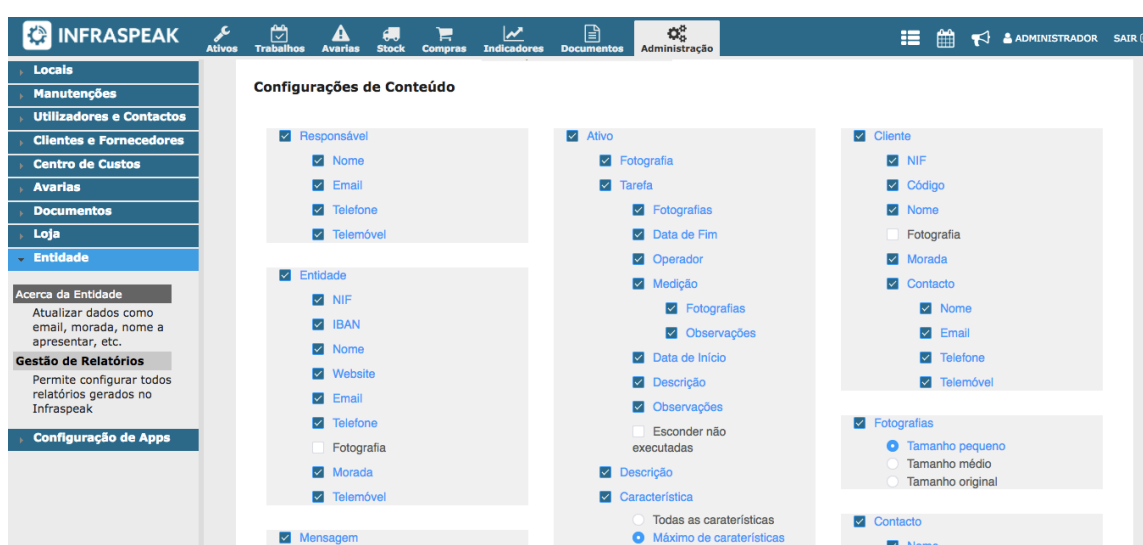 INFRASPEAK
Ativos
Trabalhos
Avarias
Stock
Compras
Indicadores
Documentos
Administração
ADMINISTRADOR
SAIR
Locais
Manutenções
Utilizadores e Contactos
Clientes e Fornecedores
Centro de Custos
Avarias
Documentos
Loja
Entidade
Acerca da Entidade
Atualizar dados como
email, morada, nome a
apresentar, etc.
Gestão de Relatórios
Permite configurar todos
relatórios gerados no
Infraspeak
Configuração de Apps
Configurações de Conteúdo
Responsável
Nome
Email
Telefone
Telemóvel
Entidade
NIF
IBAN
Nome
Website
Email
Telefone
Fotografia
Morada
Telemóvel
Mensagem
Ativo
Fotografia
Tarefa
Fotografias
Data de Fim
Operador
Medição
Fotografias
Observações
Data de Início
Descrição
Observações
Esconder não
executadas
Descrição
Característica
Todas as caraterísticas
Máximo de caraterísticas
Cliente
NIF
Código
Nome
Fotografia
Morada
Contacto
Nome
Email
Telefone
Telemóvel
Fotografias
Tamanho pequeno
Tamanho médio
Tamanho original
Contacto
Nome